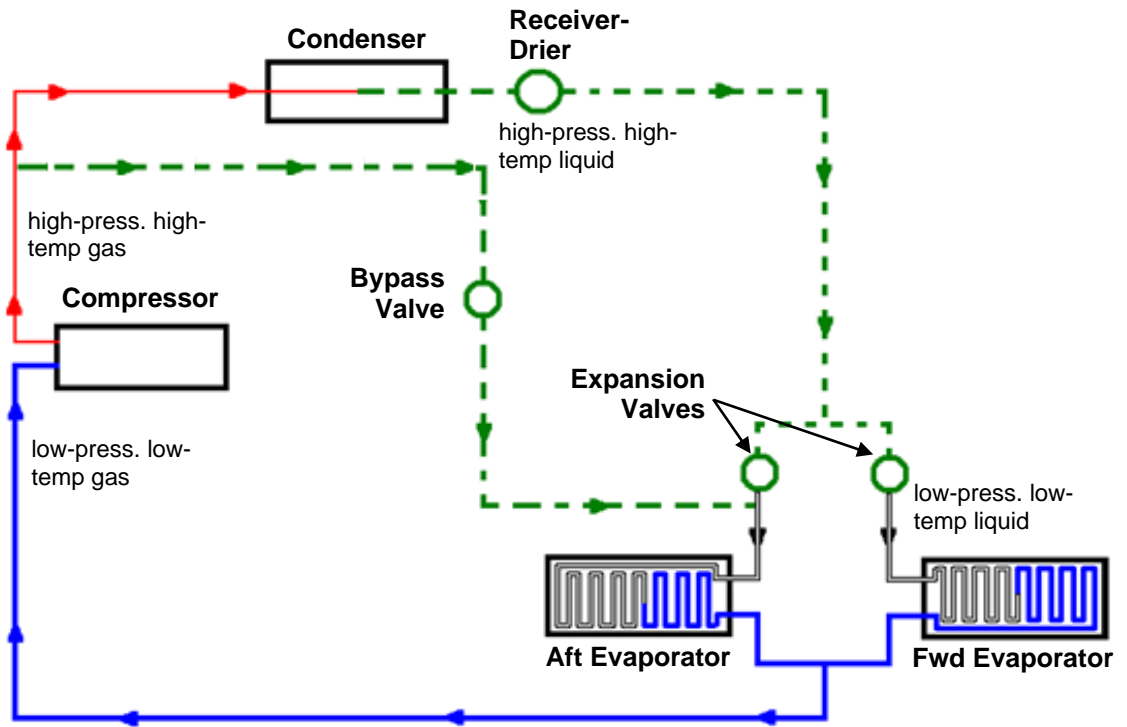 Receiver-
Drier
Condenser
high-press. high-
temp liquid
high-press. high-
temp gas
Bypass
Valve
Compressor
Expansion
Valves
low-press. low-
temp gas
low-press. low-
temp liquid
Aft Evaporator
Fwd Evaporator